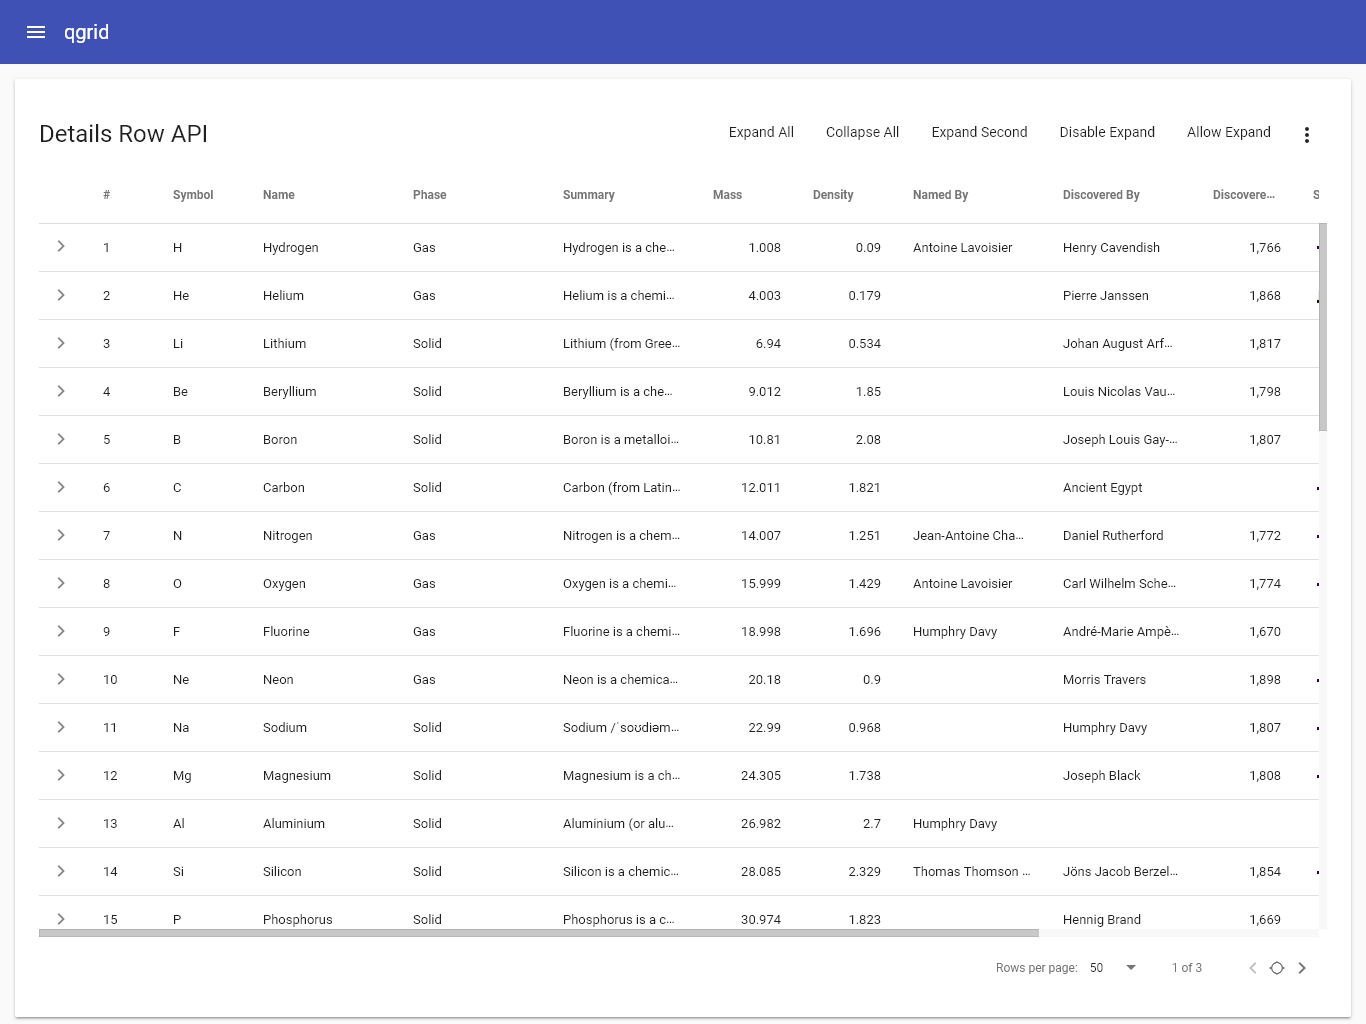 qgrid
Details Row API
Expand All Collapse All Expand Second Disable Expand Allow Expand
# Symbol Name Phase Summary Mass Density Named By Discovered By Discovere... S
1 H Hydrogen Gas Hydrogen is a che... 1.008 0.09 Antoine Lavoisier Henry Cavendish 1,766
2 He Helium Gas Helium is a chemi... 4.003 0.179 Pierre Janssen 1,868
3 Li Lithium Solid Lithium (from Gree... 6.94 0.534 Johan August Arf... 1,817
4 Be Beryllium Solid Beryllium is a che... 9.012 1.85 Louis Nicolas Vau... 1,798
5 B Boron Solid Boron is a metalloi... 10.81 2.08 Joseph Louis Gay-... 1,807
6 C Carbon Solid Carbon (from Latin... 12.011 1.821 Ancient Egypt
7 N Nitrogen Gas Nitrogen is a chem... 14.007 1.251 Jean-Antoine Cha... Daniel Rutherford 1,772
8 O Oxygen Gas Oxygen is a chemi... 15.999 1.429 Antoine Lavoisier Carl Wilhelm Sche... 1,774
9 F Fluorine Gas Fluorine is a chemi... 18.998 1.696 Humphry Davy André-Marie Ampè... 1,670
10 Ne Neon Gas Neon is a chemica... 20.18 0.9 Morris Travers 1,898
11 Na Sodium Solid Sodium /ˈsoʊdiəm... 22.99 0.968 Humphry Davy 1,807
12 Mg Magnesium Solid Magnesium is a ch... 24.305 1.738 Joseph Black 1,808
13 Al Aluminium Solid Aluminium (or alu... 26.982 2.7 Humphry Davy
14 Si Silicon Solid Silicon is a chemic... 28.085 2.329 Thomas Thomson ... Jöns Jacob Berzel... 1,854
15 P Phosphorus Solid Phosphorus is a c... 30.974 1.823 Hennig Brand 1,669
Rows per page: 50 1 of 3